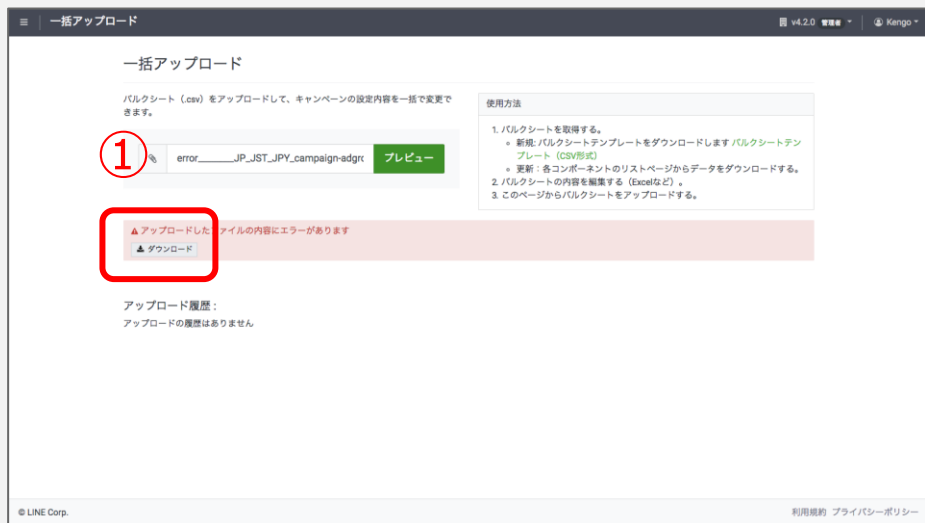 一括アップロード
v4.2.0 管理者
Kengo
一括アップロード
バルクシート（.csv）をアップロードして、キャンペーンの設定内容を一括で変更で
きます。
①
error________JP_JST_JPY_campaign-adgrc
プレビュー
使用方法
1. バルクシートを取得する。
新規: バルクシートテンプレートをダウンロードします バルクシートテン
プレート（CSV形式）
更新：各コンポーネントのリストページからデータをダウンロードする。
2. バルクシートの内容を編集する（Excelなど）。
3. このページからバルクシートをアップロードする。
アップロードしたファイルの内容にエラーがあります
ダウンロード
アップロード履歴 :
アップロードの履歴はありません
© LINE Corp.
利用規約 プライバシーポリシー